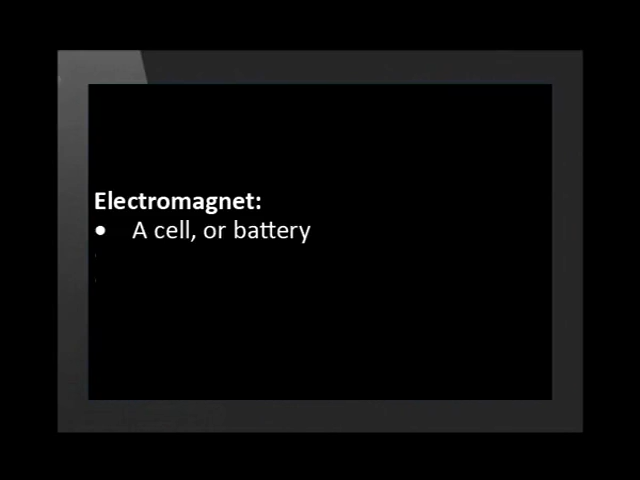 Electromagnet:
• A cell, or battery